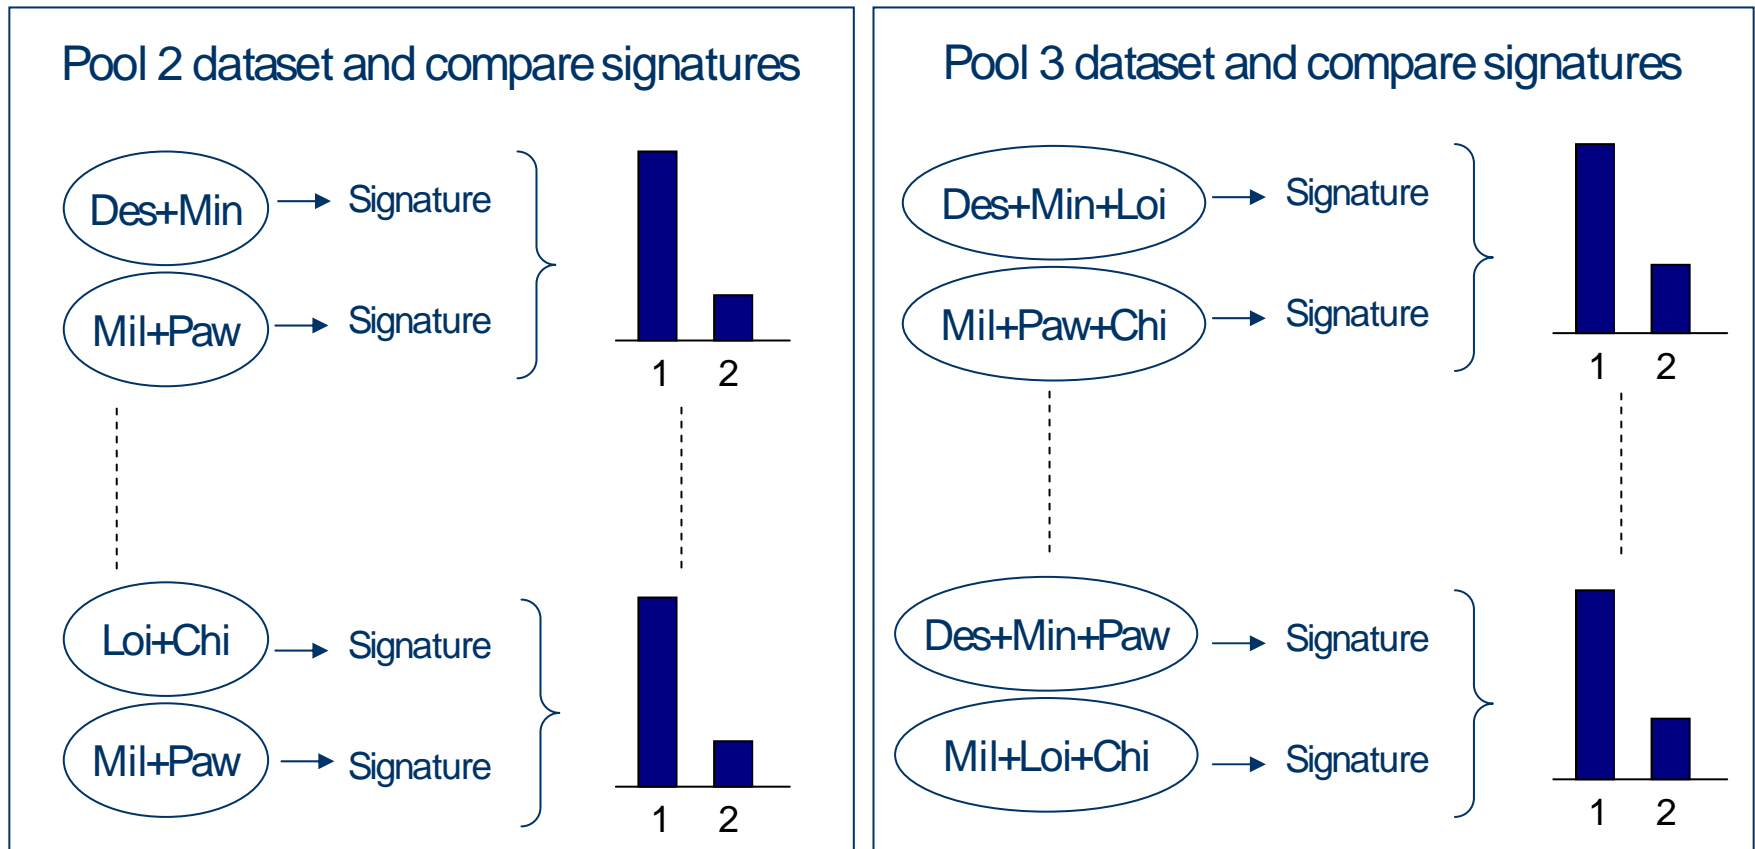 Pool 2 dataset and compare signatures
Des+Min Signature
Mil+Paw Signature
1 2
Loi+Chi Signature
Mil+Paw Signature
1 2
Pool 3 dataset and compare signatures
Des+Min+Loi Signature
Mil+Paw+Chi Signature
1 2
Des+Min+Paw Signature
Mil+Loi+Chi Signature
1 2